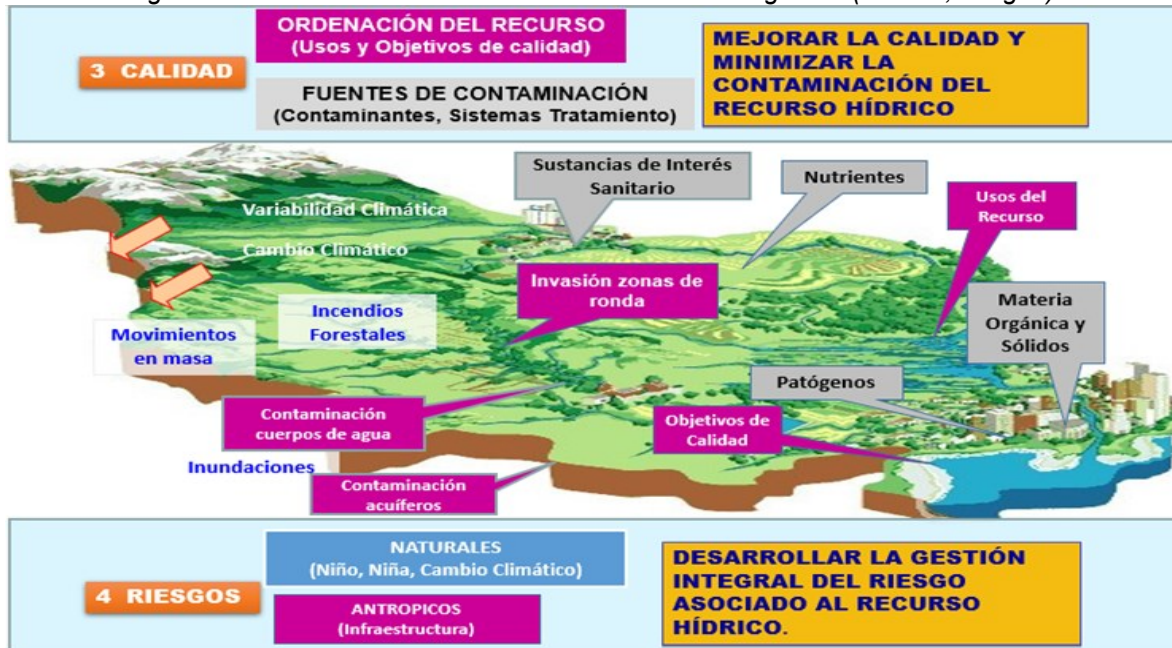 ORDENACIÓN DEL RECURSO
(Usos y Objetivos de calidad)
3 CALIDAD
FUENTES DE CONTAMINACIÓN
(Contaminantes, Sistemas Tratamiento)
MEJORAR LA CALIDAD Y
MINIMIZAR LA
CONTAMINACIÓN DEL
RECURSO HÍDRICO
Sustancias de Interés
Sanitario
Nutrientes
Usos del
Recurso
Variabilidad Climática
Cambio Climático
Invasión zonas de
ronda
Incendios
Forestales
Movimientos
en masa
Materia
Orgánica y
Sólidos
Patógenos
Contaminación
cuerpos de agua
Objetivos de
Calidad
Inundaciones
Contaminación
acuíferos
NATURALES
(Niño, Niña, Cambio Climático)
4 RIESGOS
ANTROPICOS
(Infraestructura)
DESARROLLAR LA GESTIÓN
INTEGRAL DEL RIESGO
ASOCIADO AL RECURSO
HÍDRICO.